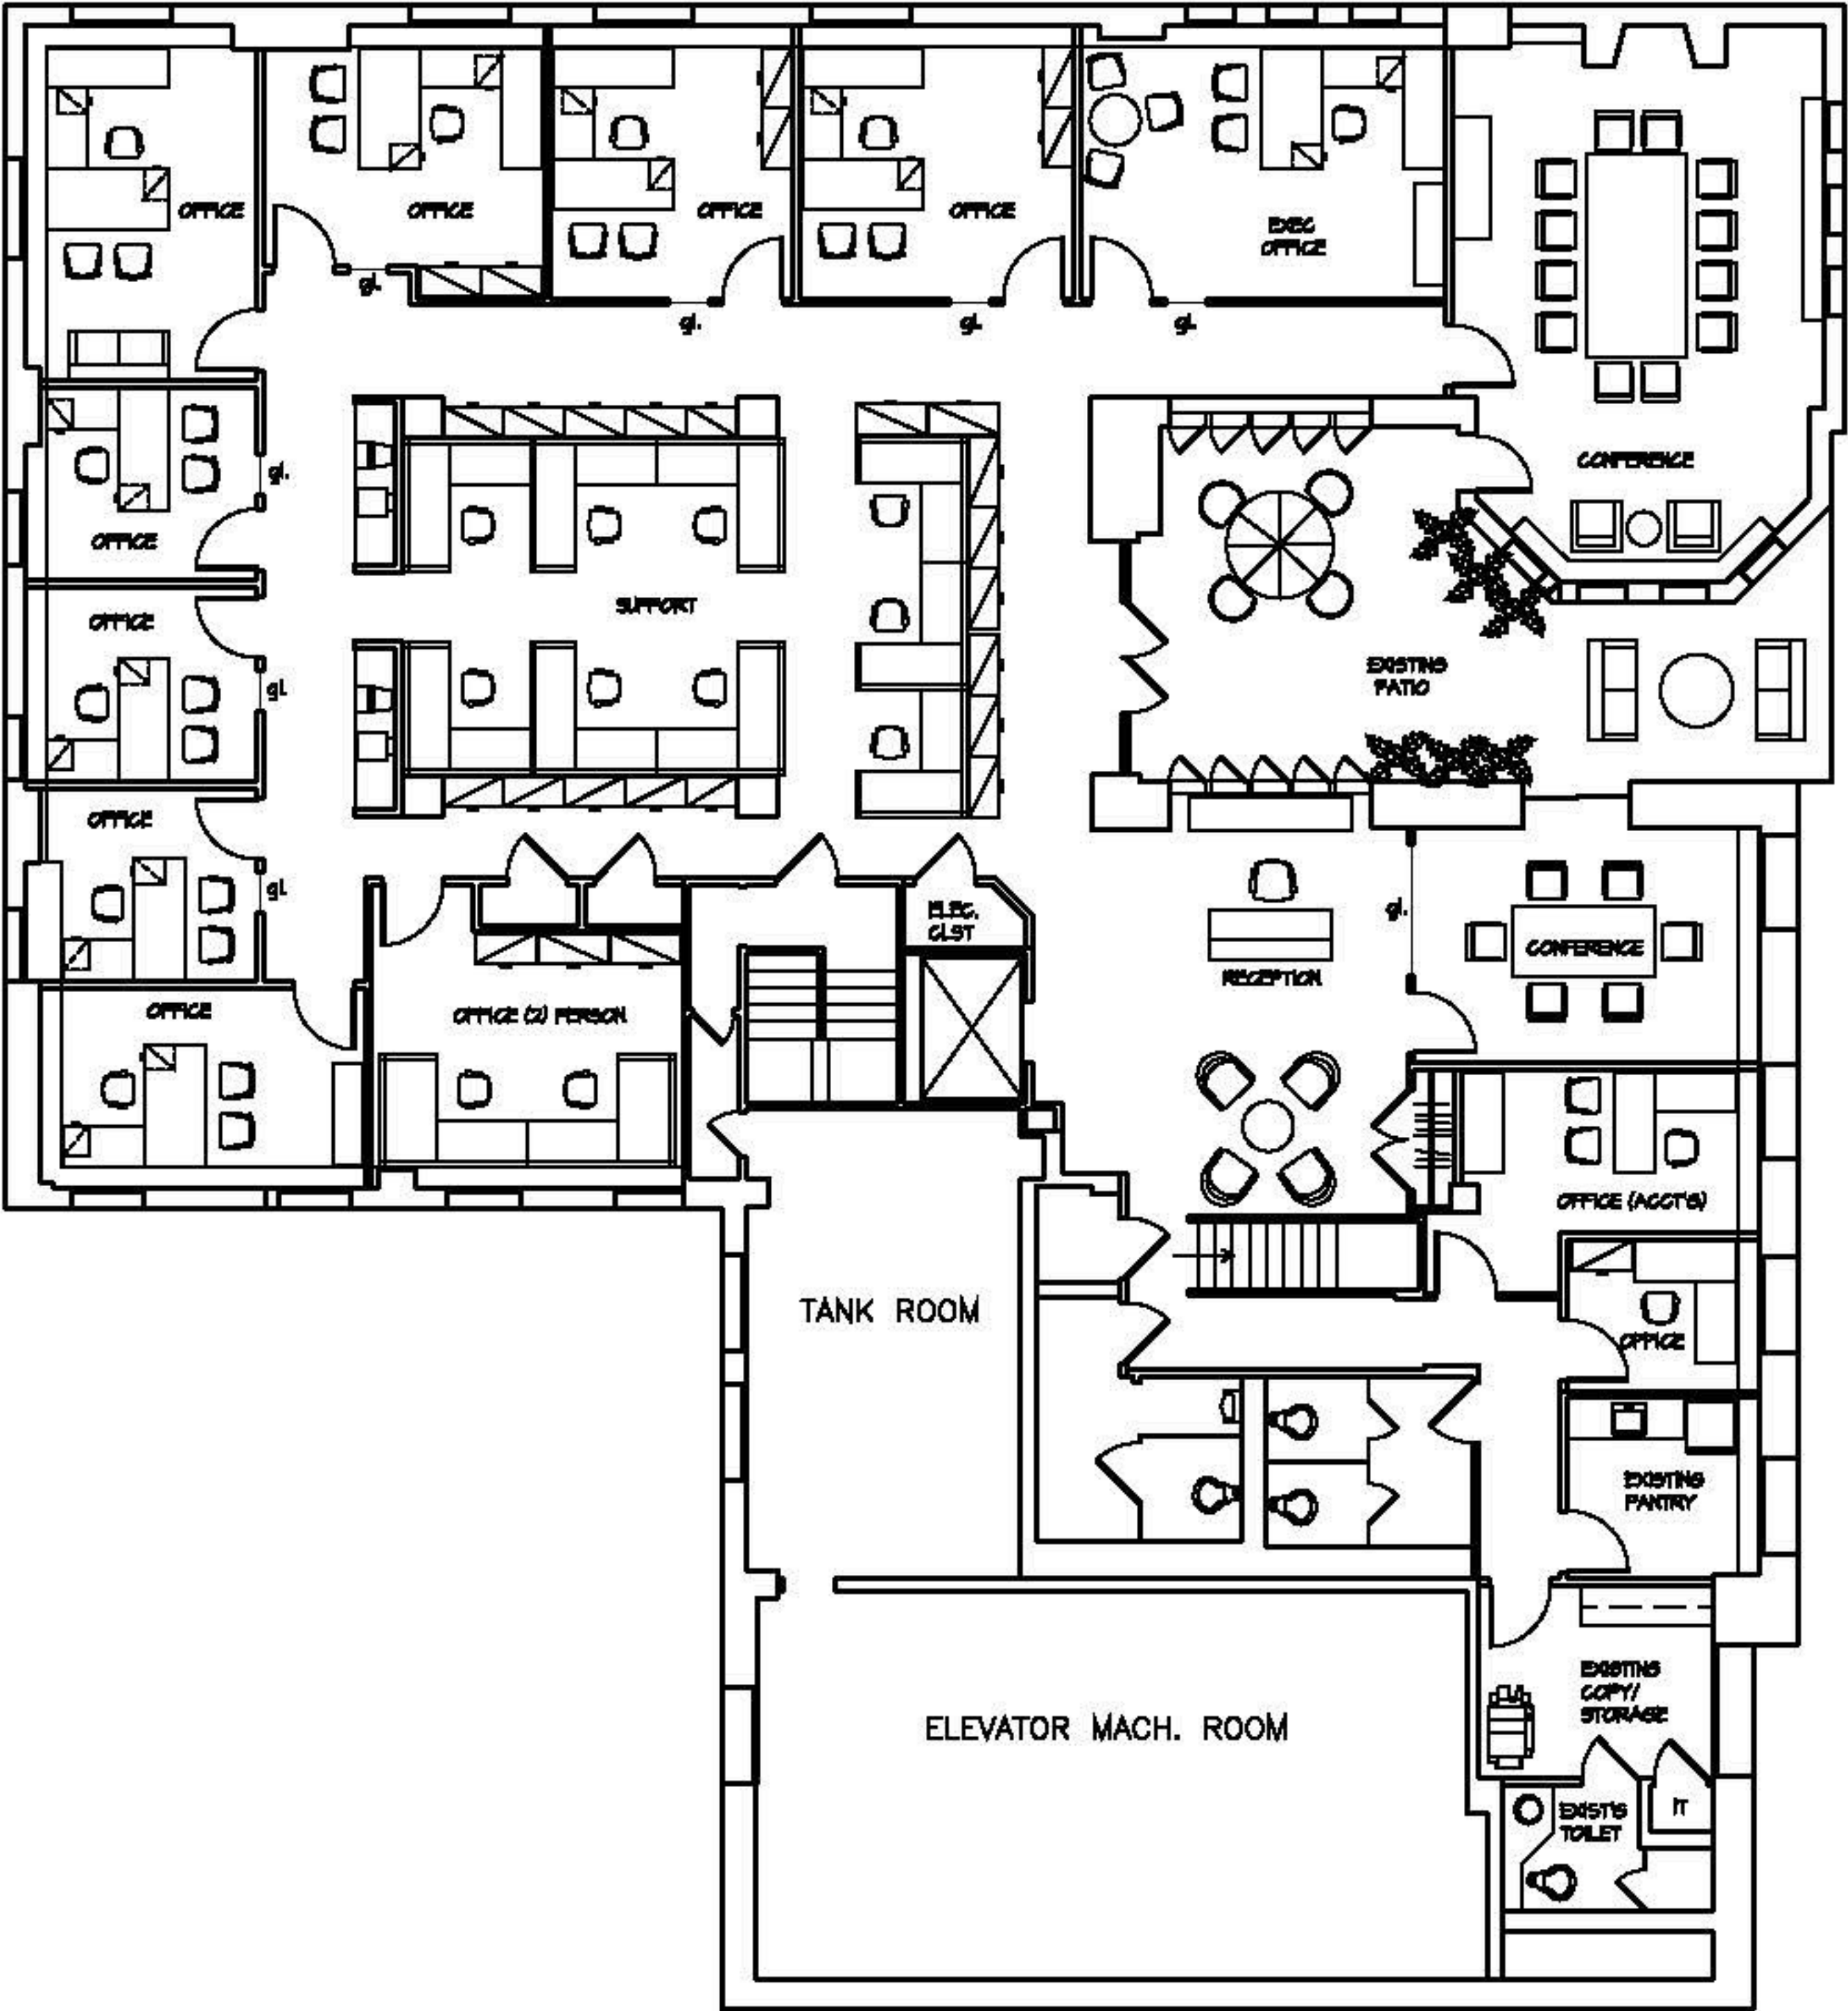 OFFICE
OFFICE
OFFICE
OFFICE
EXEC
OFFICE
gl.
gl.
gl.
gl.
CONFERENCE
gl.
OFFICE
SUPPORT
OFFICE
EXISTING
PATIO
gl.
OFFICE
gl.
ELEC.
CLST
gl.
CONFERENCE
RECEPTION
OFFICE
OFFICE (2) PERSON
OFFICE (ACCT'G)
TANK ROOM
OFFICE
EXISTING
PANTRY
EXISTING
COPY/
STORAGE
ELEVATOR MACH. ROOM
EXIST'G
TOILET
IT